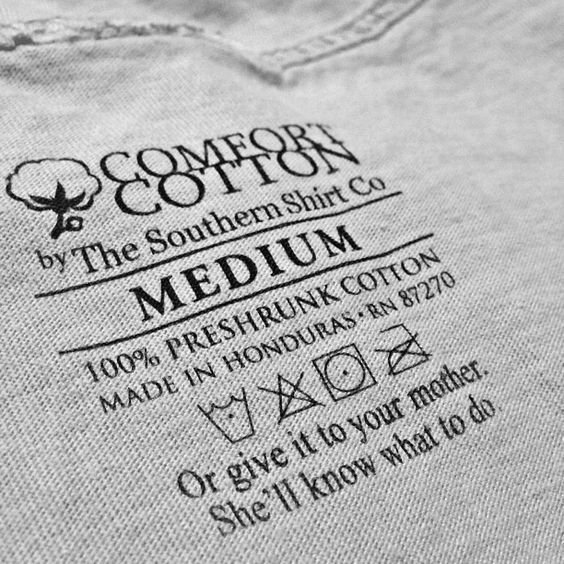 COMFORT
COTTON
by The Southern Shirt Co
MEDIUM
100% PRESHRUNK COTTON
MADE IN HONDURAS • RN 87270
Or give it to your mother.
She'll know what to do.